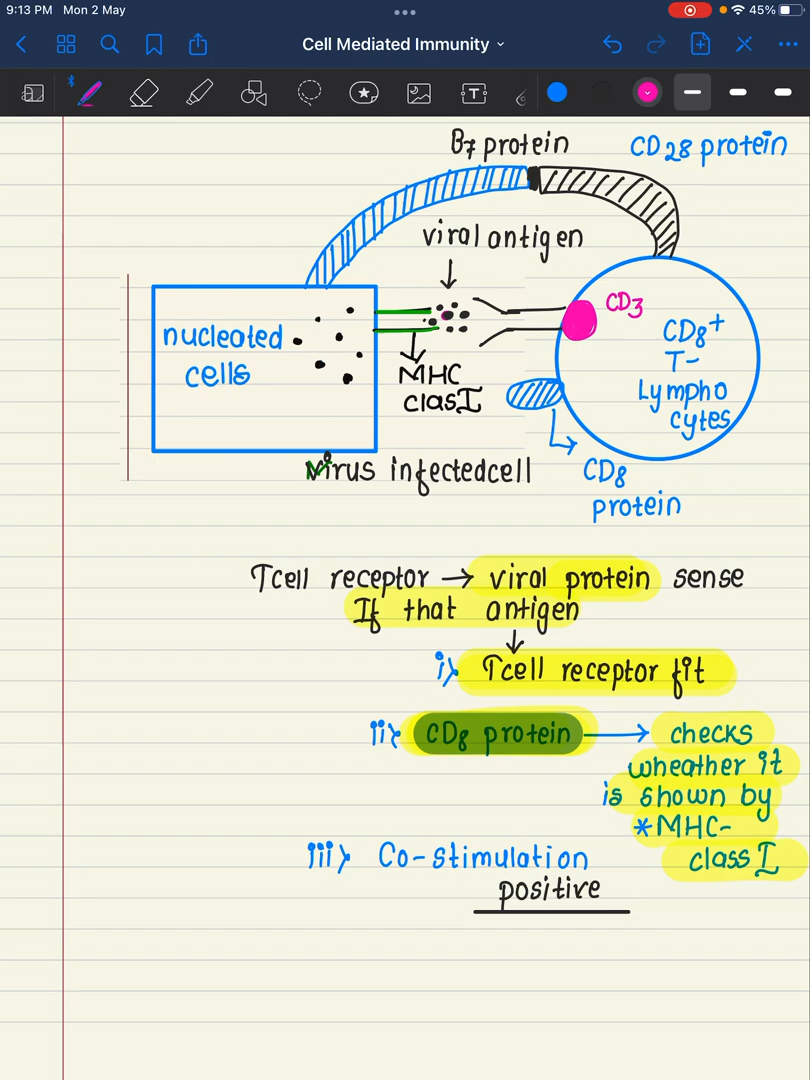 9:13 PM Mon 2 May
45%
Cell Mediated Immunity
B7 protein
CD28 protein
viral antigen
CD3
nucleated
cells
CD8+
T-
Lympho
cytes
MHC
clasI
Virus infectedcell
CD8
protein
Tcell receptor → viral protein sense
If that antigen
↓
i) Tcell receptor fit
ii) CD8 protein → checks
wheather it
is shown by
*MHC-
class I
iii) Co-stimulation
positive